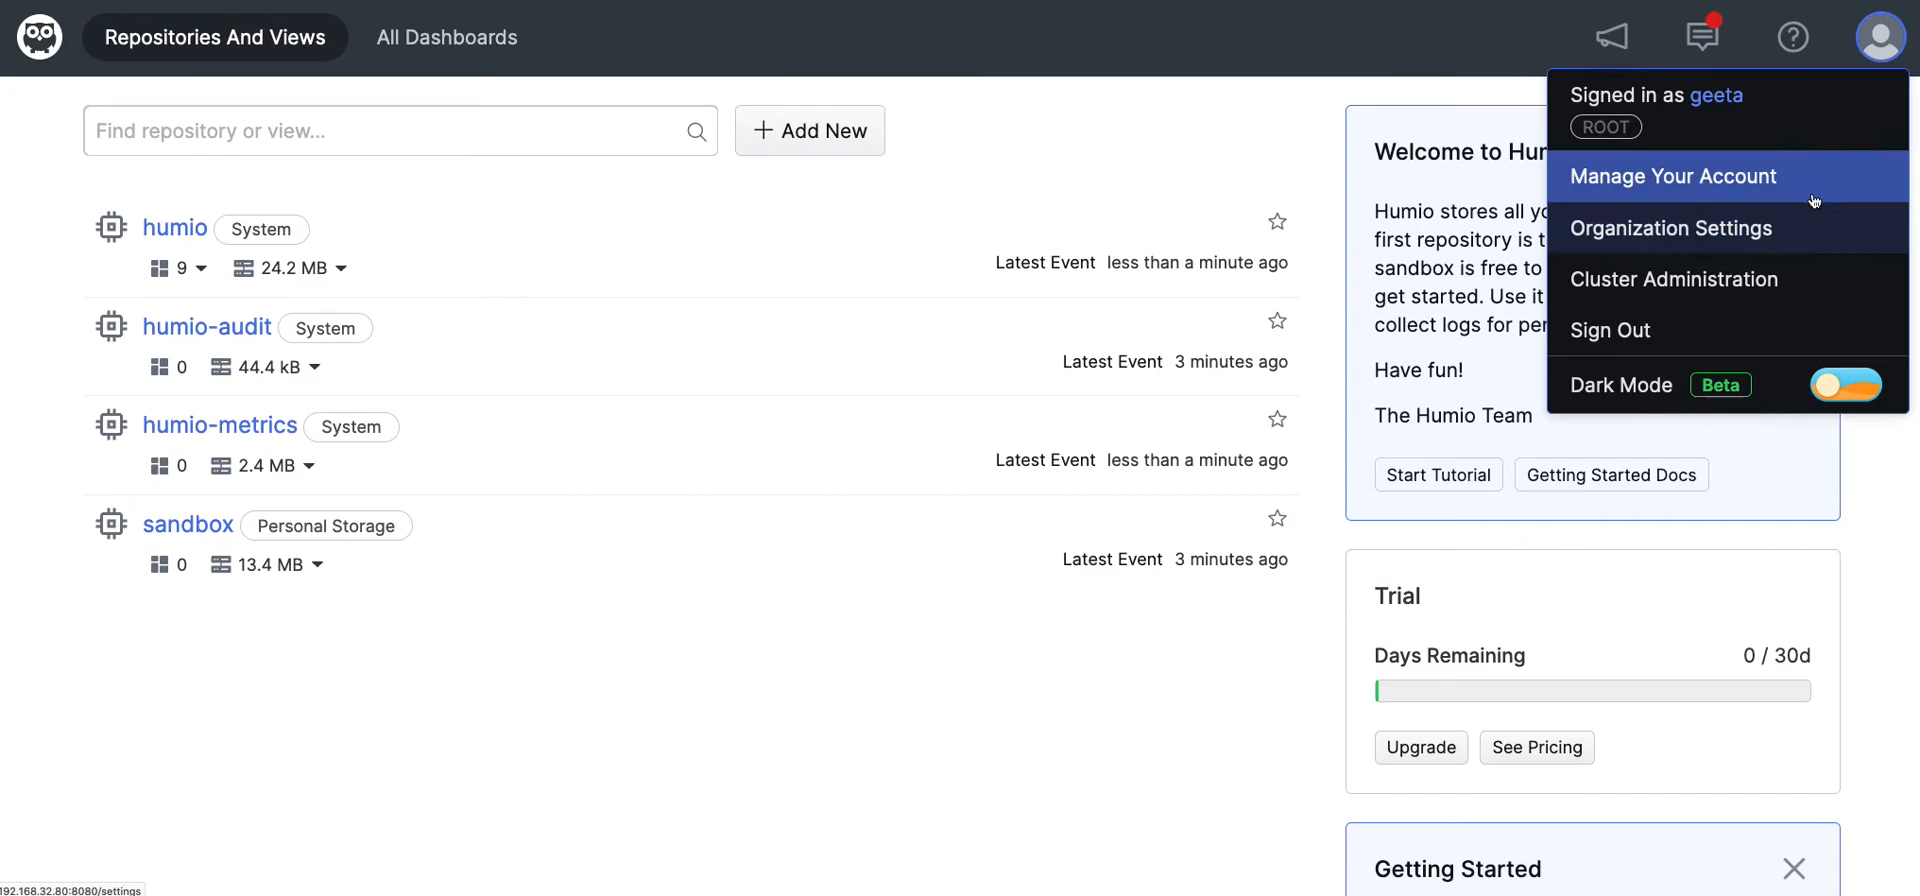 Repositories And Views
All Dashboards
Signed in as geeta
ROOT
Manage Your Account
Organization Settings
Cluster Administration
Sign Out
Dark Mode Beta
Find repository or view...
+ Add New
humio System
9 24.2 MB
Latest Event less than a minute ago
humio-audit System
0 44.4 kB
Latest Event 3 minutes ago
humio-metrics System
0 2.4 MB
Latest Event less than a minute ago
sandbox Personal Storage
0 13.4 MB
Latest Event 3 minutes ago
Welcome to Hu
Humio stores all
first repository is
sandbox is free to
get started. Use it
collect logs for
Have fun!
The Humio Team
Start Tutorial Getting Started Docs
Trial
Days Remaining 0 / 30d
Upgrade See Pricing
Getting Started
192.168.32.80:8080/settings